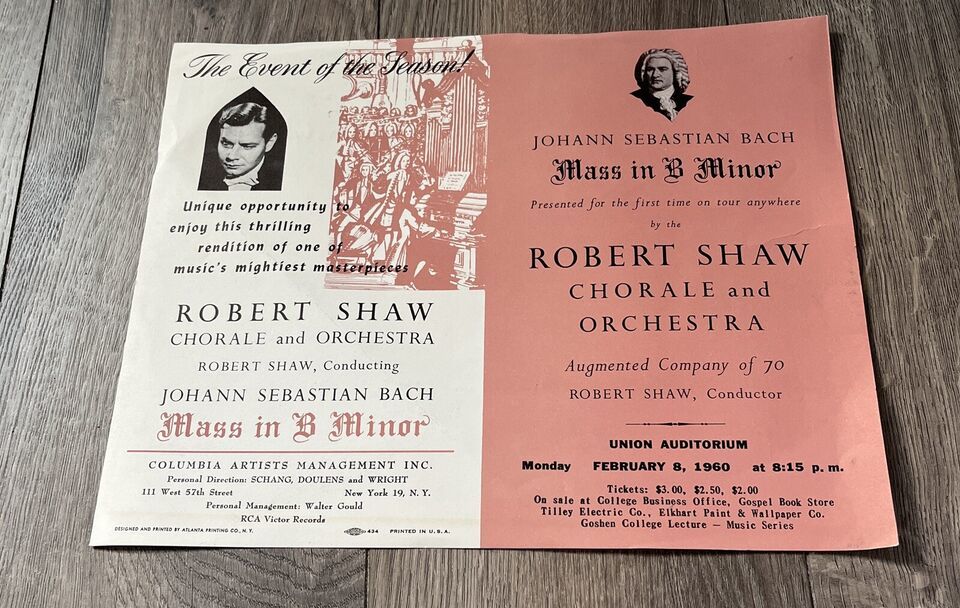 The Event of the Season!
Unique opportunity to
enjoy this thrilling
rendition of one of
music's mightiest masterpieces
ROBERT SHAW
CHORALE and ORCHESTRA
ROBERT SHAW, Conducting
JOHANN SEBASTIAN BACH
Mass in B Minor
COLUMBIA ARTISTS MANAGEMENT INC.
Personal Direction: SCHANG, DOULENS and WRIGHT
111 West 57th Street New York 19, N. Y.
Personal Management: Walter Gould
RCA Victor Records
DESIGNED AND PRINTED BY ATLANTA PRINTING CO., N. Y. 434 PRINTED IN U. S. A.
JOHANN SEBASTIAN BACH
Mass in B Minor
Presented for the first time on tour anywhere
by the
ROBERT SHAW
CHORALE and
ORCHESTRA
Augmented Company of 70
ROBERT SHAW, Conductor
UNION AUDITORIUM
Monday FEBRUARY 8, 1960 at 8:15 p. m.
Tickets: $3.00, $2.50, $2.00
On sale at College Business Office, Gospel Book Store
Tilley Electric Co., Elkhart Paint & Wallpaper Co.
Goshen College Lecture — Music Series